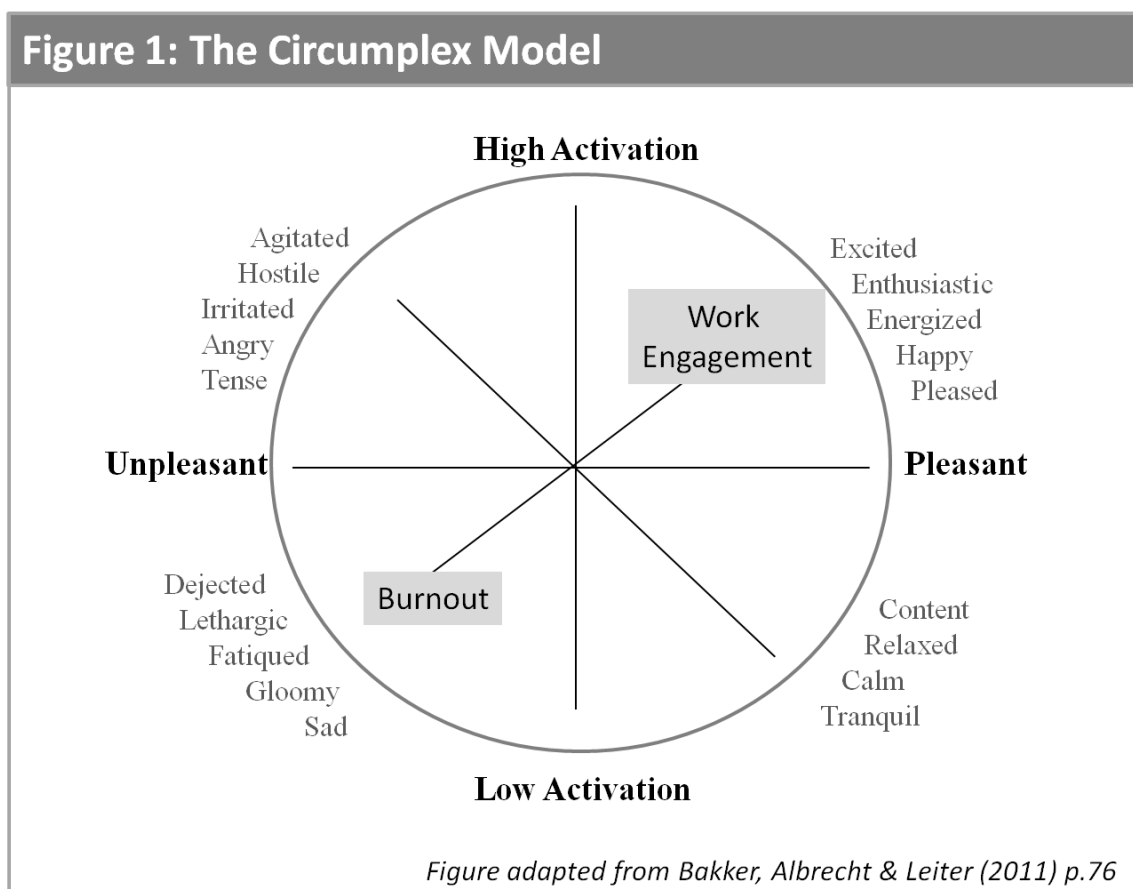 Figure 1: The Circumplex Model
High Activation
Agitated
Hostile
Irritated
Angry
Tense
Excited
Enthusiastic
Energized
Happy
Pleased
Work
Engagement
Unpleasant
Pleasant
Burnout
Dejected
Lethargic
Fatiqued
Gloomy
Sad
Content
Relaxed
Calm
Tranquil
Low Activation
Figure adapted from Bakker, Albrecht & Leiter (2011) p.76